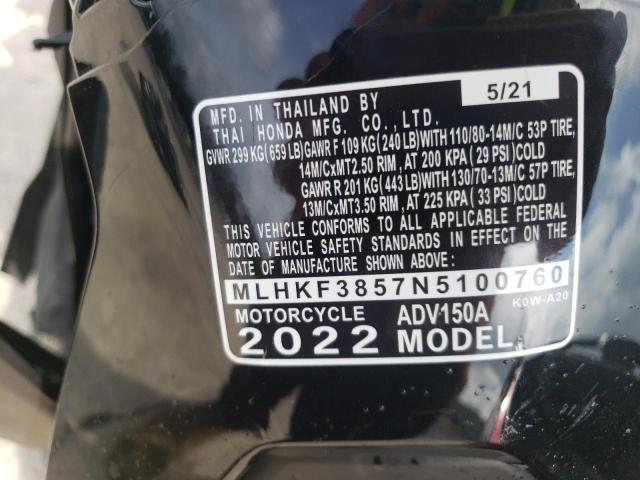 5/21
MFD. IN THAILAND BY
THAI HONDA MFG. CO., LTD.
GVWR 299 KG(659 LB)GAWR F 109 KG(240 LB)WITH 110/80-14M/C 53P TIRE,
14M/CxMT2.50 RIM, AT 200 KPA (29 PSI)COLD
GAWR R 201 KG(443 LB)WITH 130/70-13M/C 57P TIRE,
13M/CxMT3.50 RIM, AT 225 KPA (33 PSI)COLD
THIS VEHICLE CONFORMS TO ALL APPLICABLE FEDERAL
MOTOR VEHICLE SAFETY STANDARDS IN EFFECT ON THE
DATE OF MANUFACTURE SHOWN ABOVE:
MLHKF3857N5100760
K0W-A20
MOTORCYCLE ADV150A
2022 MODEL